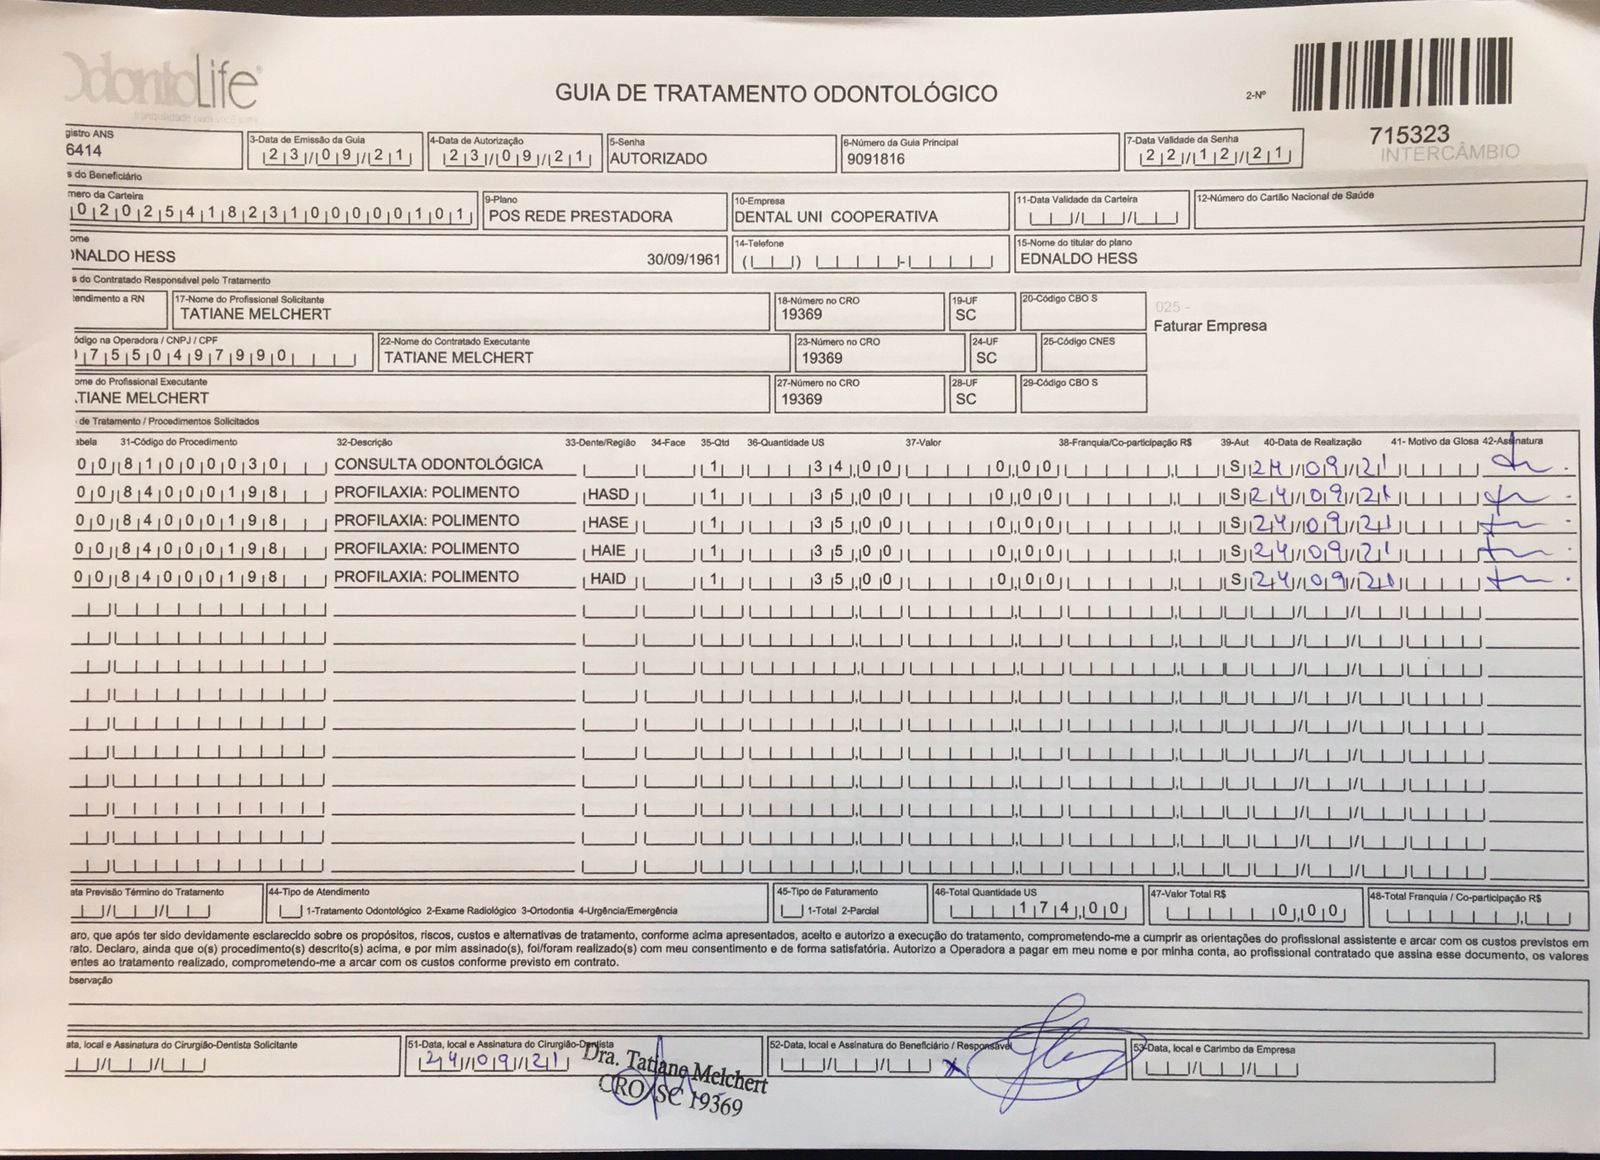 OdontoLife®
GUIA DE TRATAMENTO ODONTOLÓGICO
2-Nº
715323
INTERCÂMBIO
gistro ANS
6414
3-Data de Emissão da Guia
23/09/21
4-Data de Autorização
23/09/21
5-Senha
AUTORIZADO
6-Número da Guia Principal
9091816
7-Data Validade da Senha
22/12/21
s do Beneficiário
mero da Carteira
0202541823100000101
9-Plano
POS REDE PRESTADORA
10-Empresa
DENTAL UNI COOPERATIVA
11-Data Validade da Carteira
12-Número do Cartão Nacional de Saúde
ome
NALDO HESS 30/09/1961
14-Telefone
15-Nome do titular do plano
EDNALDO HESS
s do Contratado Responsável pelo Tratamento
tendimento a RN
17-Nome do Profissional Solicitante
TATIANE MELCHERT
18-Número no CRO
19369
19-UF
SC
20-Código CBO S
025 -
Faturar Empresa
ódigo na Operadora / CNPJ / CPF
7550497990
22-Nome do Contratado Executante
TATIANE MELCHERT
23-Número no CRO
19369
24-UF
SC
25-Código CNES
ome do Profissional Executante
TIANE MELCHERT
27-Número no CRO
19369
28-UF
SC
29-Código CBO S
de Tratamento / Procedimentos Solicitados
abela 31-Código do Procedimento 32-Descrição 33-Dente/Região 34-Face 35-Qtd 36-Quantidade US 37-Valor 38-Franquia/Co-participação R$ 39-Aut 40-Data de Realização 41- Motivo da Glosa 42-Assinatura
00 81000030 CONSULTA ODONTOLÓGICA 1 34,00 0,00 S 24/09/21
00 84000198 PROFILAXIA: POLIMENTO HASD 1 35,00 0,00 S 24/09/21
00 84000198 PROFILAXIA: POLIMENTO HASE 1 35,00 0,00 S 24/09/21
00 84000198 PROFILAXIA: POLIMENTO HAIE 1 35,00 0,00 S 24/09/21
00 84000198 PROFILAXIA: POLIMENTO HAID 1 35,00 0,00 S 24/09/21
ata Previsão Término do Tratamento
44-Tipo de Atendimento
1-Tratamento Odontológico 2-Exame Radiológico 3-Ortodontia 4-Urgência/Emergência
45-Tipo de Faturamento
1-Total 2-Parcial
46-Total Quantidade US
174,00
47-Valor Total R$
0,00
48-Total Franquia / Co-participação R$
aro, que após ter sido devidamente esclarecido sobre os propósitos, riscos, custos e alternativas de tratamento, conforme acima apresentados, aceito e autorizo a execução do tratamento, comprometendo-me a cumprir as orientações do profissional assistente e arcar com os custos previstos em
rato. Declaro, ainda que o(s) procedimento(s) descrito(s) acima, e por mim assinado(s), foi/foram realizado(s) com meu consentimento e de forma satisfatória. Autorizo a Operadora a pagar em meu nome e por minha conta, ao profissional contratado que assina esse documento, os valores
entes ao tratamento realizado, comprometendo-me a arcar com os custos conforme previsto em contrato.
bservação
ata, local e Assinatura do Cirurgião-Dentista Solicitante
51-Data, local e Assinatura do Cirurgião-Dentista
24/09/21
Dra. Tatiane Melchert
CRO/SC 19369
52-Data, local e Assinatura do Beneficiário / Responsável
x
53-Data, local e Carimbo da Empresa